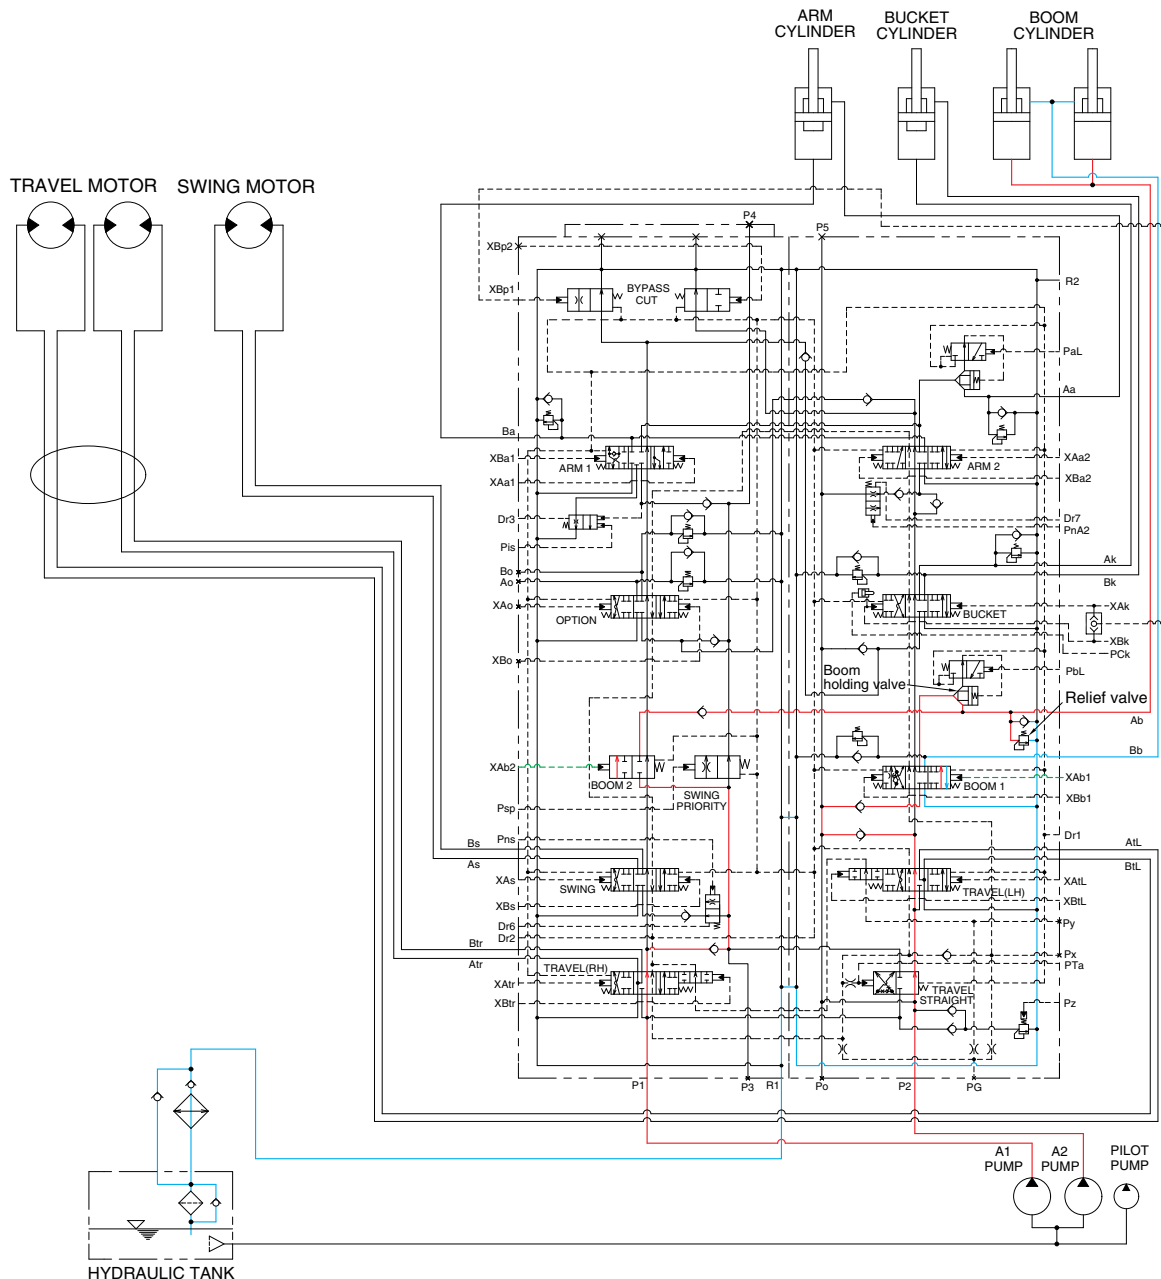 ARM
CYLINDER
BUCKET
CYLINDER
BOOM
CYLINDER
TRAVEL MOTOR
SWING MOTOR
P4
P5
XBp2
XBp1
BYPASS
CUT
R2
PaL
Aa
Ba
XBa1
ARM 1
XAa1
XAa2
ARM 2
XBa2
Dr3
Dr7
PnA2
Pis
Bo
Ao
Ak
Bk
XAo
OPTION
BUCKET
XAk
XBk
PCk
XBo
Boom
holding valve
PbL
Relief valve
Ab
Bb
XAb2
BOOM 2
SWING
PRIORITY
BOOM 1
XAb1
XBb1
Psp
Pns
Dr1
Bs
AtL
As
BtL
XAs
SWING
TRAVEL(LH)
XAtL
XBs
XBtL
Dr6
Py
Dr2
Btr
Px
Atr
TRAVEL(RH)
PTa
XAtr
TRAVEL
STRAIGHT
XBtr
Pz
P1
P3
R1
Po
P2
PG
A1
PUMP
A2
PUMP
PILOT
PUMP
HYDRAULIC TANK